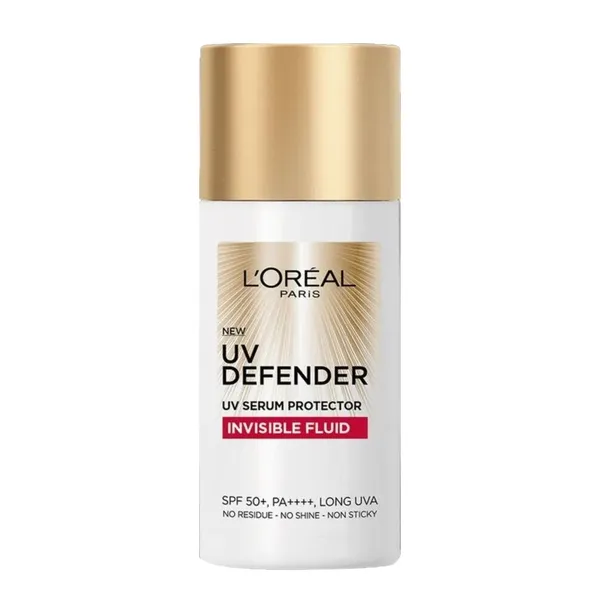 L'ORÉAL
PARiS
NEW
UV
DEFENDER
UV SERUM PROTECTOR
INVISIBLE FLUID
SPF 50+, PA++++, LONG UVA
NO RESIDUE - NO SHINE - NON STICKY